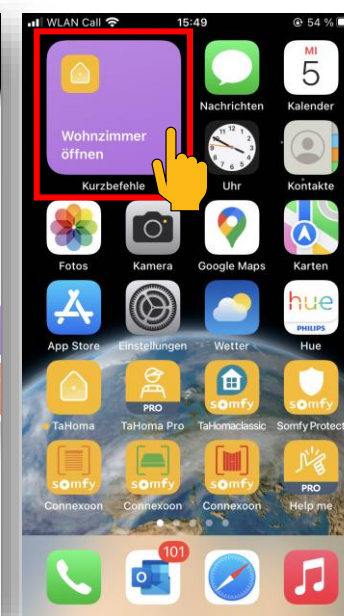 WLAN Call 15:49 54 %
Wohnzimmer
öffnen
Kurzbefehle
Nachrichten
MI
5
Kalender
12
Uhr
Kontakte
Fotos
Kamera
Google Maps
Karten
App Store
Einstellungen
Wetter
hue
PHILIPS
Hue
TaHoma
PRO
TaHoma Pro
somfy
TaHomaclassic
somfy
Somfy Protect
somfy
Connexoon
somfy
Connexoon
somfy
Connexoon
PRO
Help me
101